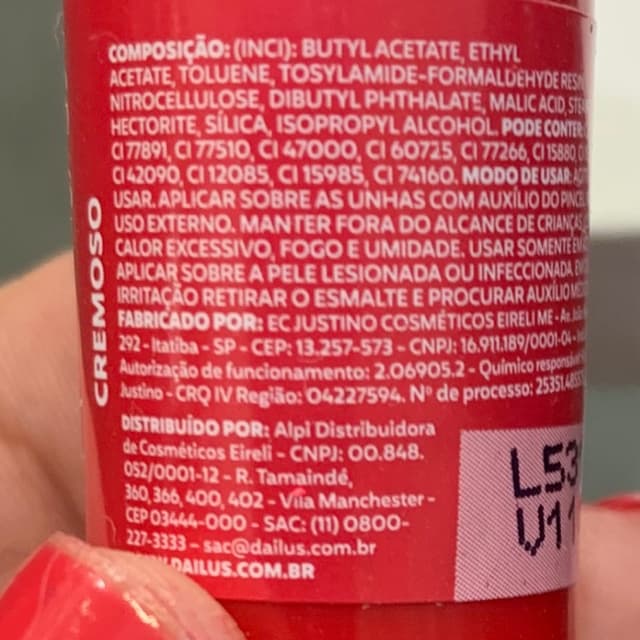 COMPOSIÇÃO: (INCI): BUTYL ACETATE, ETHYL
ACETATE, TOLUENE, TOSYLAMIDE-FORMALDEHYDE RESIN
NITROCELLULOSE, DIBUTYL PHTHALATE, MALIC ACID,
HECTORITE, SÍLICA, ISOPROPYL ALCOHOL. PODE CONTER:
CI 77891, CI 77510, CI 47000, CI 60725, CI 77266, CI 15880,
CI 42090, CI 12085, CI 15985, CI 74160. MODO DE USAR:
USAR. APLICAR SOBRE AS UNHAS COM AUXÍLIO DO PINCEL.
USO EXTERNO. MANTER FORA DO ALCANCE DE CRIANÇAS,
CALOR EXCESSIVO, FOGO E UMIDADE. USAR SOMENTE EM
APLICAR SOBRE A PELE LESIONADA OU INFECCIONADA.
IRRITAÇÃO RETIRAR O ESMALTE E PROCURAR AUXÍLIO
FABRICADO POR: EC JUSTINO COSMÉTICOS EIRELI ME - Av.
292 - Itatiba - SP - CEP: 13.257-573 - CNPJ: 16.911.189/0001-04 -
Autorização de funcionamento: 2.06905.2 - Químico responsável
Justino - CRQ IV Região: 04227594. Nº de processo:
CREMOSO
DISTRIBUÍDO POR: Alpi Distribuidora
de Cosméticos Eireli - CNPJ: 00.848.
052/0001-12 - R. Tamaindé,
360, 366, 400, 402 - Vila Manchester -
CEP 03444-000 - SAC: (11) 0800-
227-3333 - sac@dailus.com.br
WWW.DAILUS.COM.BR
L53
V11